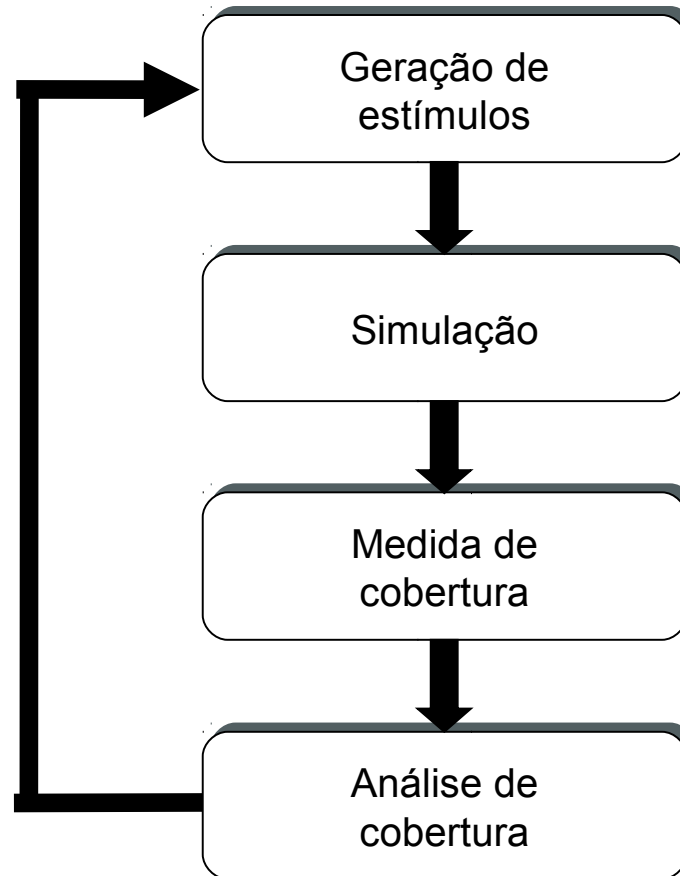 Geração de
estímulos
Simulação
Medida de
cobertura
Análise de
cobertura